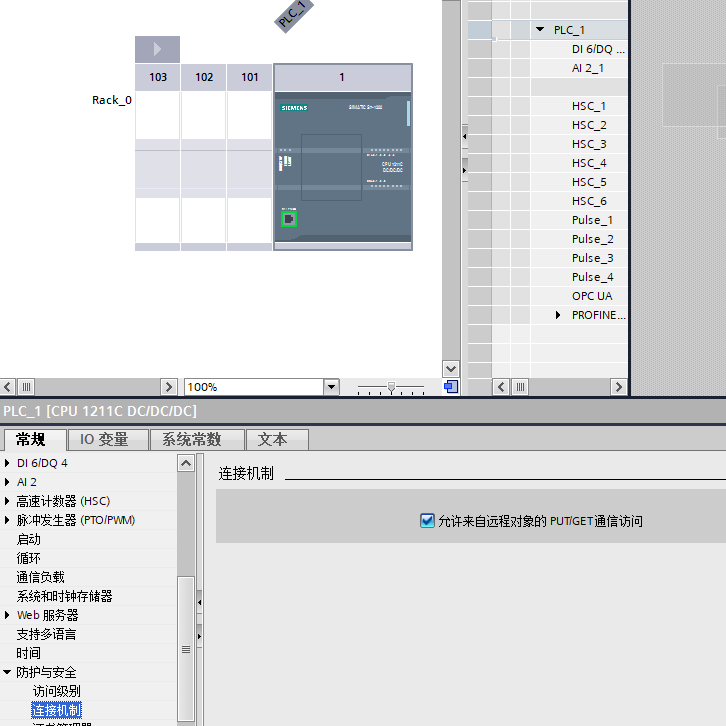 PLC_1
103 102 101 1
Rack_0
SIEMENS
SIMATIC S7-1200
CPU 1211C
DC/DC/DC
PLC_1
DI 6/DQ ...
AI 2_1
HSC_1
HSC_2
HSC_3
HSC_4
HSC_5
HSC_6
Pulse_1
Pulse_2
Pulse_3
Pulse_4
OPC UA
PROFINE...
100%
PLC_1 [CPU 1211C DC/DC/DC]
常规 IO 变量 系统常数 文本
DI 6/DQ 4
AI 2
高速计数器 (HSC)
脉冲发生器 (PTO/PWM)
启动
循环
通信负载
系统和时钟存储器
Web 服务器
支持多语言
时间
防护与安全
访问级别
连接机制
连接机制
允许来自远程对象的 PUT/GET 通信访问